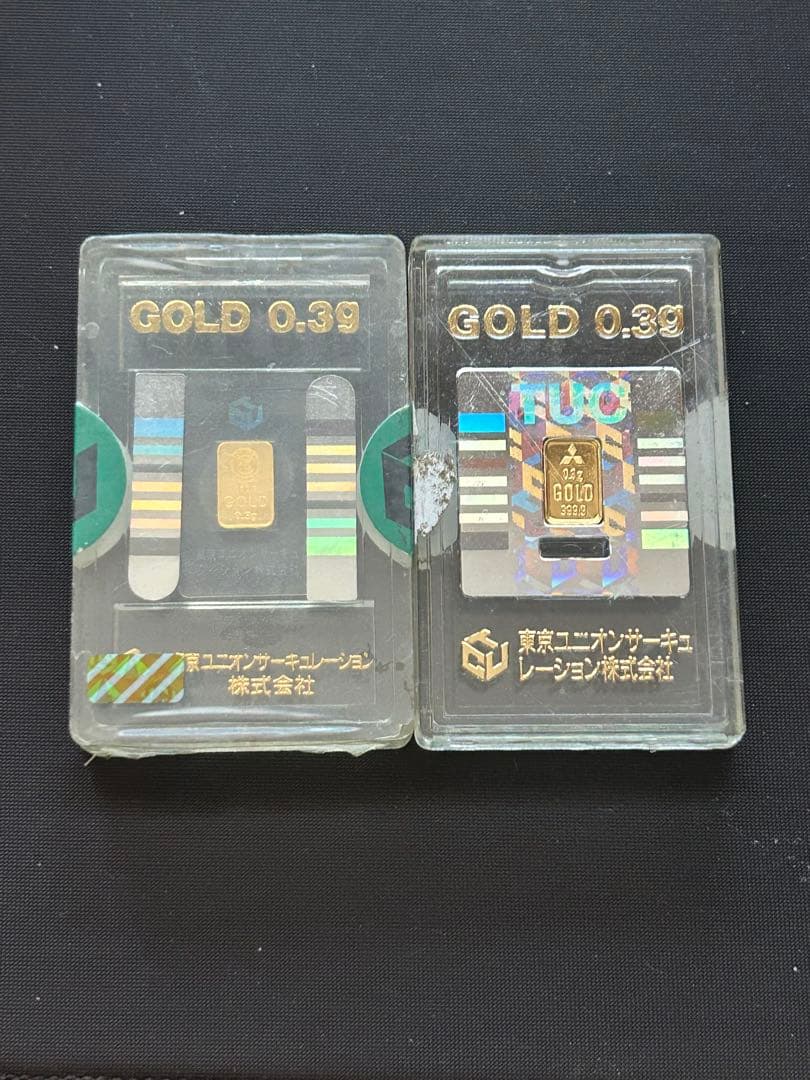 GOLD 0.3g
GOLD
0.3g
京ユニオンサーキュレーション
株式会社
GOLD 0.3g
TUC
0.3g
GOLD
999.9
東京ユニオンサーキュ
レーション株式会社